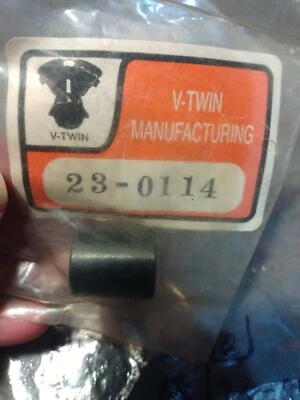 V-TWIN
V-TWIN
MANUFACTURING
23-0114